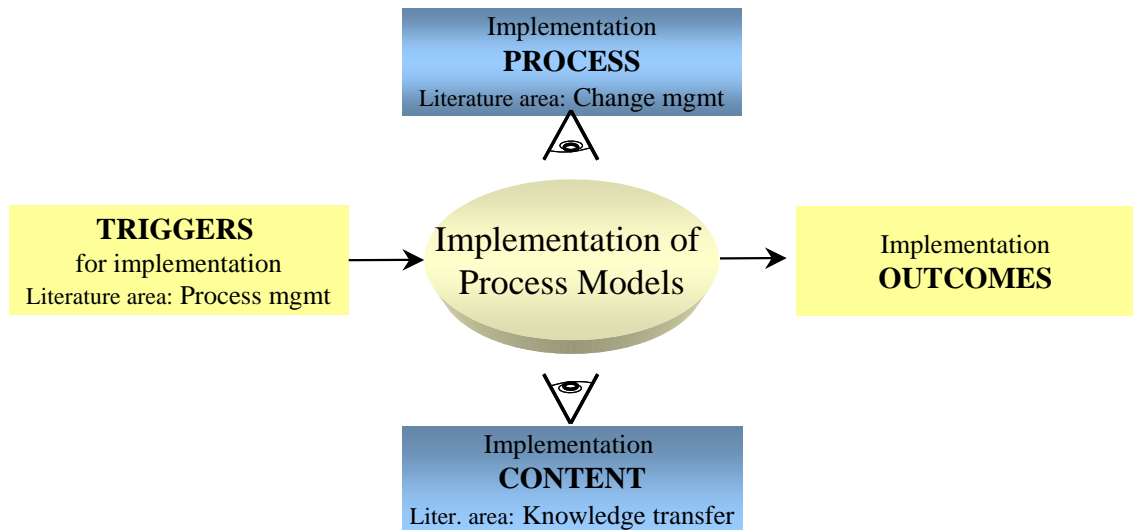 Implementation
PROCESS
Literature area: Change mgmt
TRIGGERS
for implementation
Literature area: Process mgmt
Implementation of
Process Models
Implementation
OUTCOMES
Implementation
CONTENT
Liter. area: Knowledge transfer